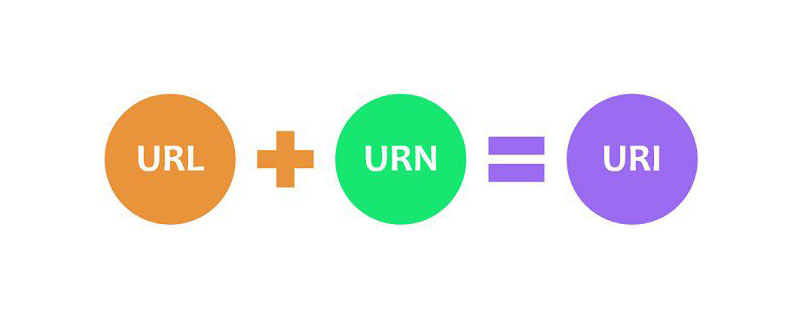 URL + URN = URI